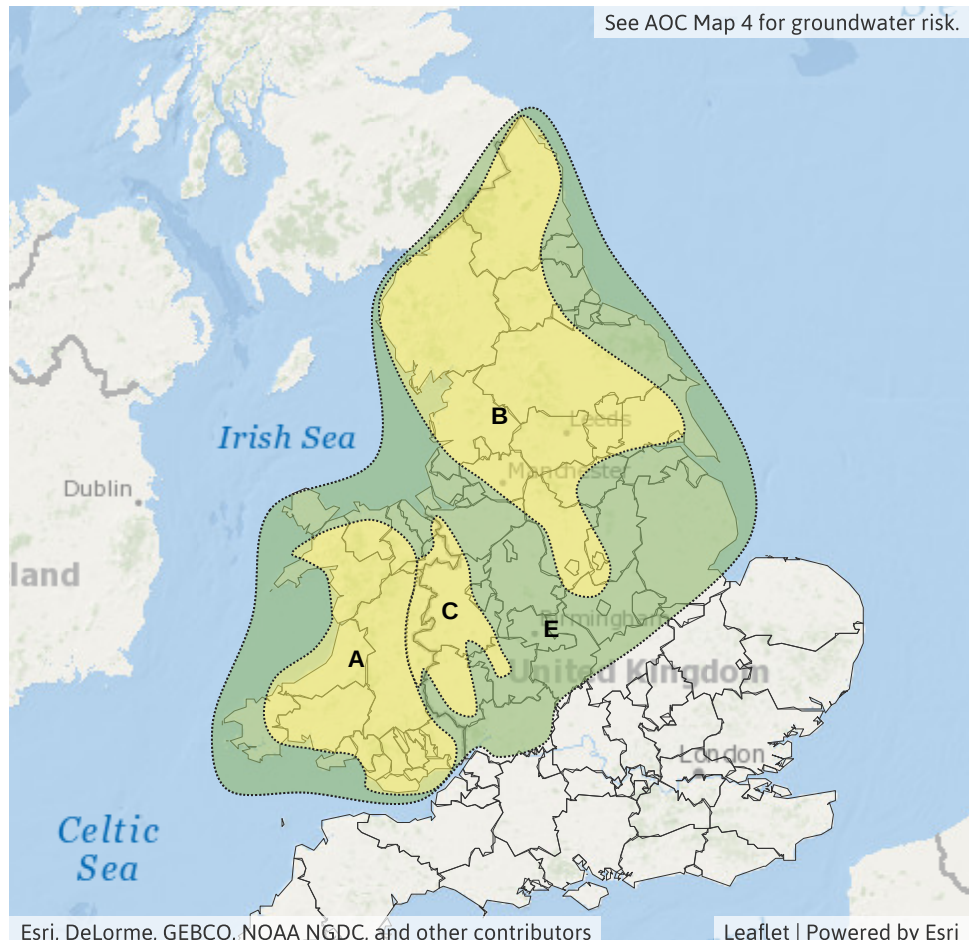 See AOC Map 4 for groundwater risk.
B
Leeds
Irish Sea
Manchester
Dublin
land
C
Birmingham
E
A
United Kingdom
London
Celtic
Sea
Esri, DeLorme, GEBCO, NOAA NGDC, and other contributors
Leaflet | Powered by Esri